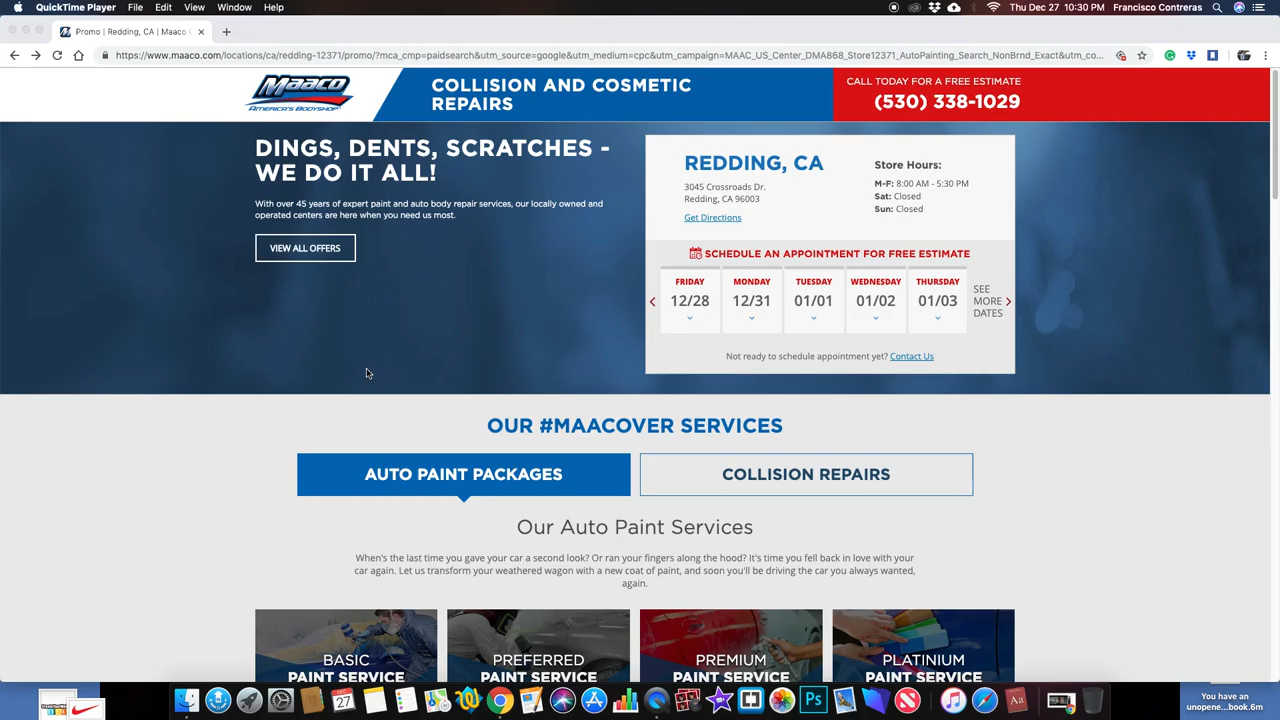 QuickTime Player File Edit View Window Help
Thu Dec 27 10:10:30 PM Francisco Contreras
Promo | Redding, CA | Maaco
https://www.maaco.com/locations/ca/redding-12371/promo/?mca_cmp=paidsearch&utm_source=google&utm_medium=cpc&utm_campaign=MAAC_US_Center_DMA868_Store12371_AutoPainting_Search_NonBrnd_Exact&utm_co...
Maaco
AMERICA'S BODYSHOP
COLLISION AND COSMETIC
REPAIRS
CALL TODAY FOR A FREE ESTIMATE
(530) 338-1029
DINGS, DENTS, SCRATCHES -
WE DO IT ALL!
With over 45 years of expert paint and auto body repair services, our locally owned and
operated centers are here when you need us most.
VIEW ALL OFFERS
REDDING, CA
3045 Crossroads Dr.
Redding, CA 96003
Get Directions
Store Hours:
M-F: 8:00 AM - 5:30 PM
Sat: Closed
Sun: Closed
SCHEDULE AN APPOINTMENT FOR FREE ESTIMATE
FRIDAY MONDAY TUESDAY WEDNESDAY THURSDAY
12/28 12/31 01/01 01/02 01/03
SEE
MORE
DATES
Not ready to schedule appointment yet? Contact Us
OUR #MAACOVER SERVICES
AUTO PAINT PACKAGES
COLLISION REPAIRS
Our Auto Paint Services
When's the last time you gave your car a second look? Or ran your fingers along the hood? It's time you fell back in love with your
car again. Let us transform your weathered wagon with a new coat of paint, and soon you'll be driving the car you always wanted,
again.
BASIC
PAINT SERVICE
PREFERRED
PAINT SERVICE
PREMIUM
PAINT SERVICE
PLATINIUM
PAINT SERVICE
DEC
27
Ps
Aa
You have an
unopene...book.6m